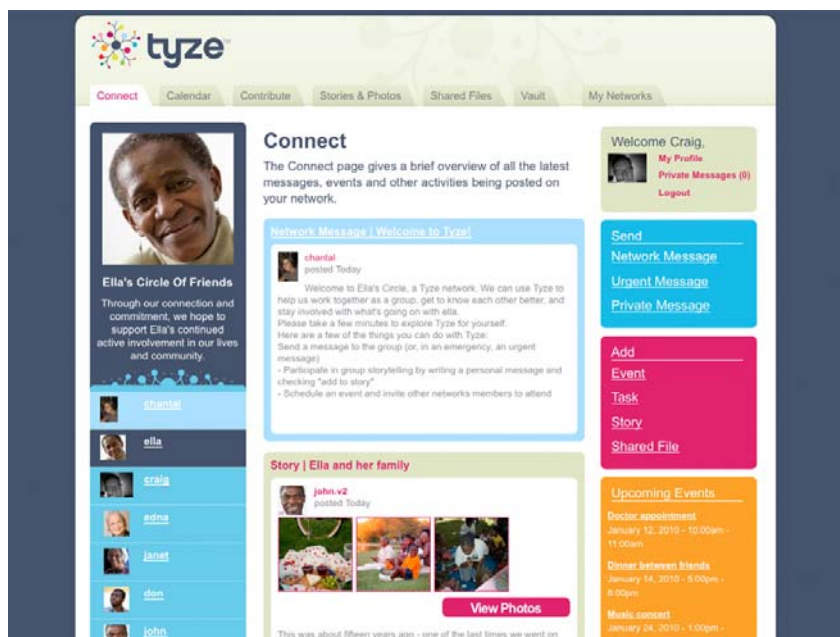 tyze
Connect
Calendar
Contribute
Stories & Photos
Shared Files
Vault
My Networks
Ella's Circle Of Friends
Through our connection and
commitment, we hope to
support Ella's continued
active involvement in our lives
and community.
chantal
ella
craig
edna
janet
don
john
Connect
The Connect page gives a brief overview of all the latest
messages, events and other activities being posted on
your network.
Network Message | Welcome to Tyze!
chantal
posted Today
Welcome to Ella's Circle, a Tyze network. We can use Tyze to
help us work together as a group, get to know each other better, and
stay involved with what's going on with ella.
Please take a few minutes to explore Tyze for yourself.
Here are a few of the things you can do with Tyze:
Send a message to the group (or, in an emergency, an urgent
message)
- Participate in group storytelling by writing a personal message and
checking "add to story"
- Schedule an event and invite other networks members to attend
Story | Ella and her family
john.v2
posted Today
View Photos
This was about fifteen years ago - one of the last times we went on
Welcome Craig,
My Profile
Private Messages (0)
Logout
Send
Network Message
Urgent Message
Private Message
Add
Event
Task
Story
Shared File
Upcoming Events
Doctor appointment
January 12, 2010 - 10:00am -
11:00am
Dinner between friends
January 14, 2010 - 5:00pm -
8:00pm
Music concert
January 24, 2010 - 1:00pm -